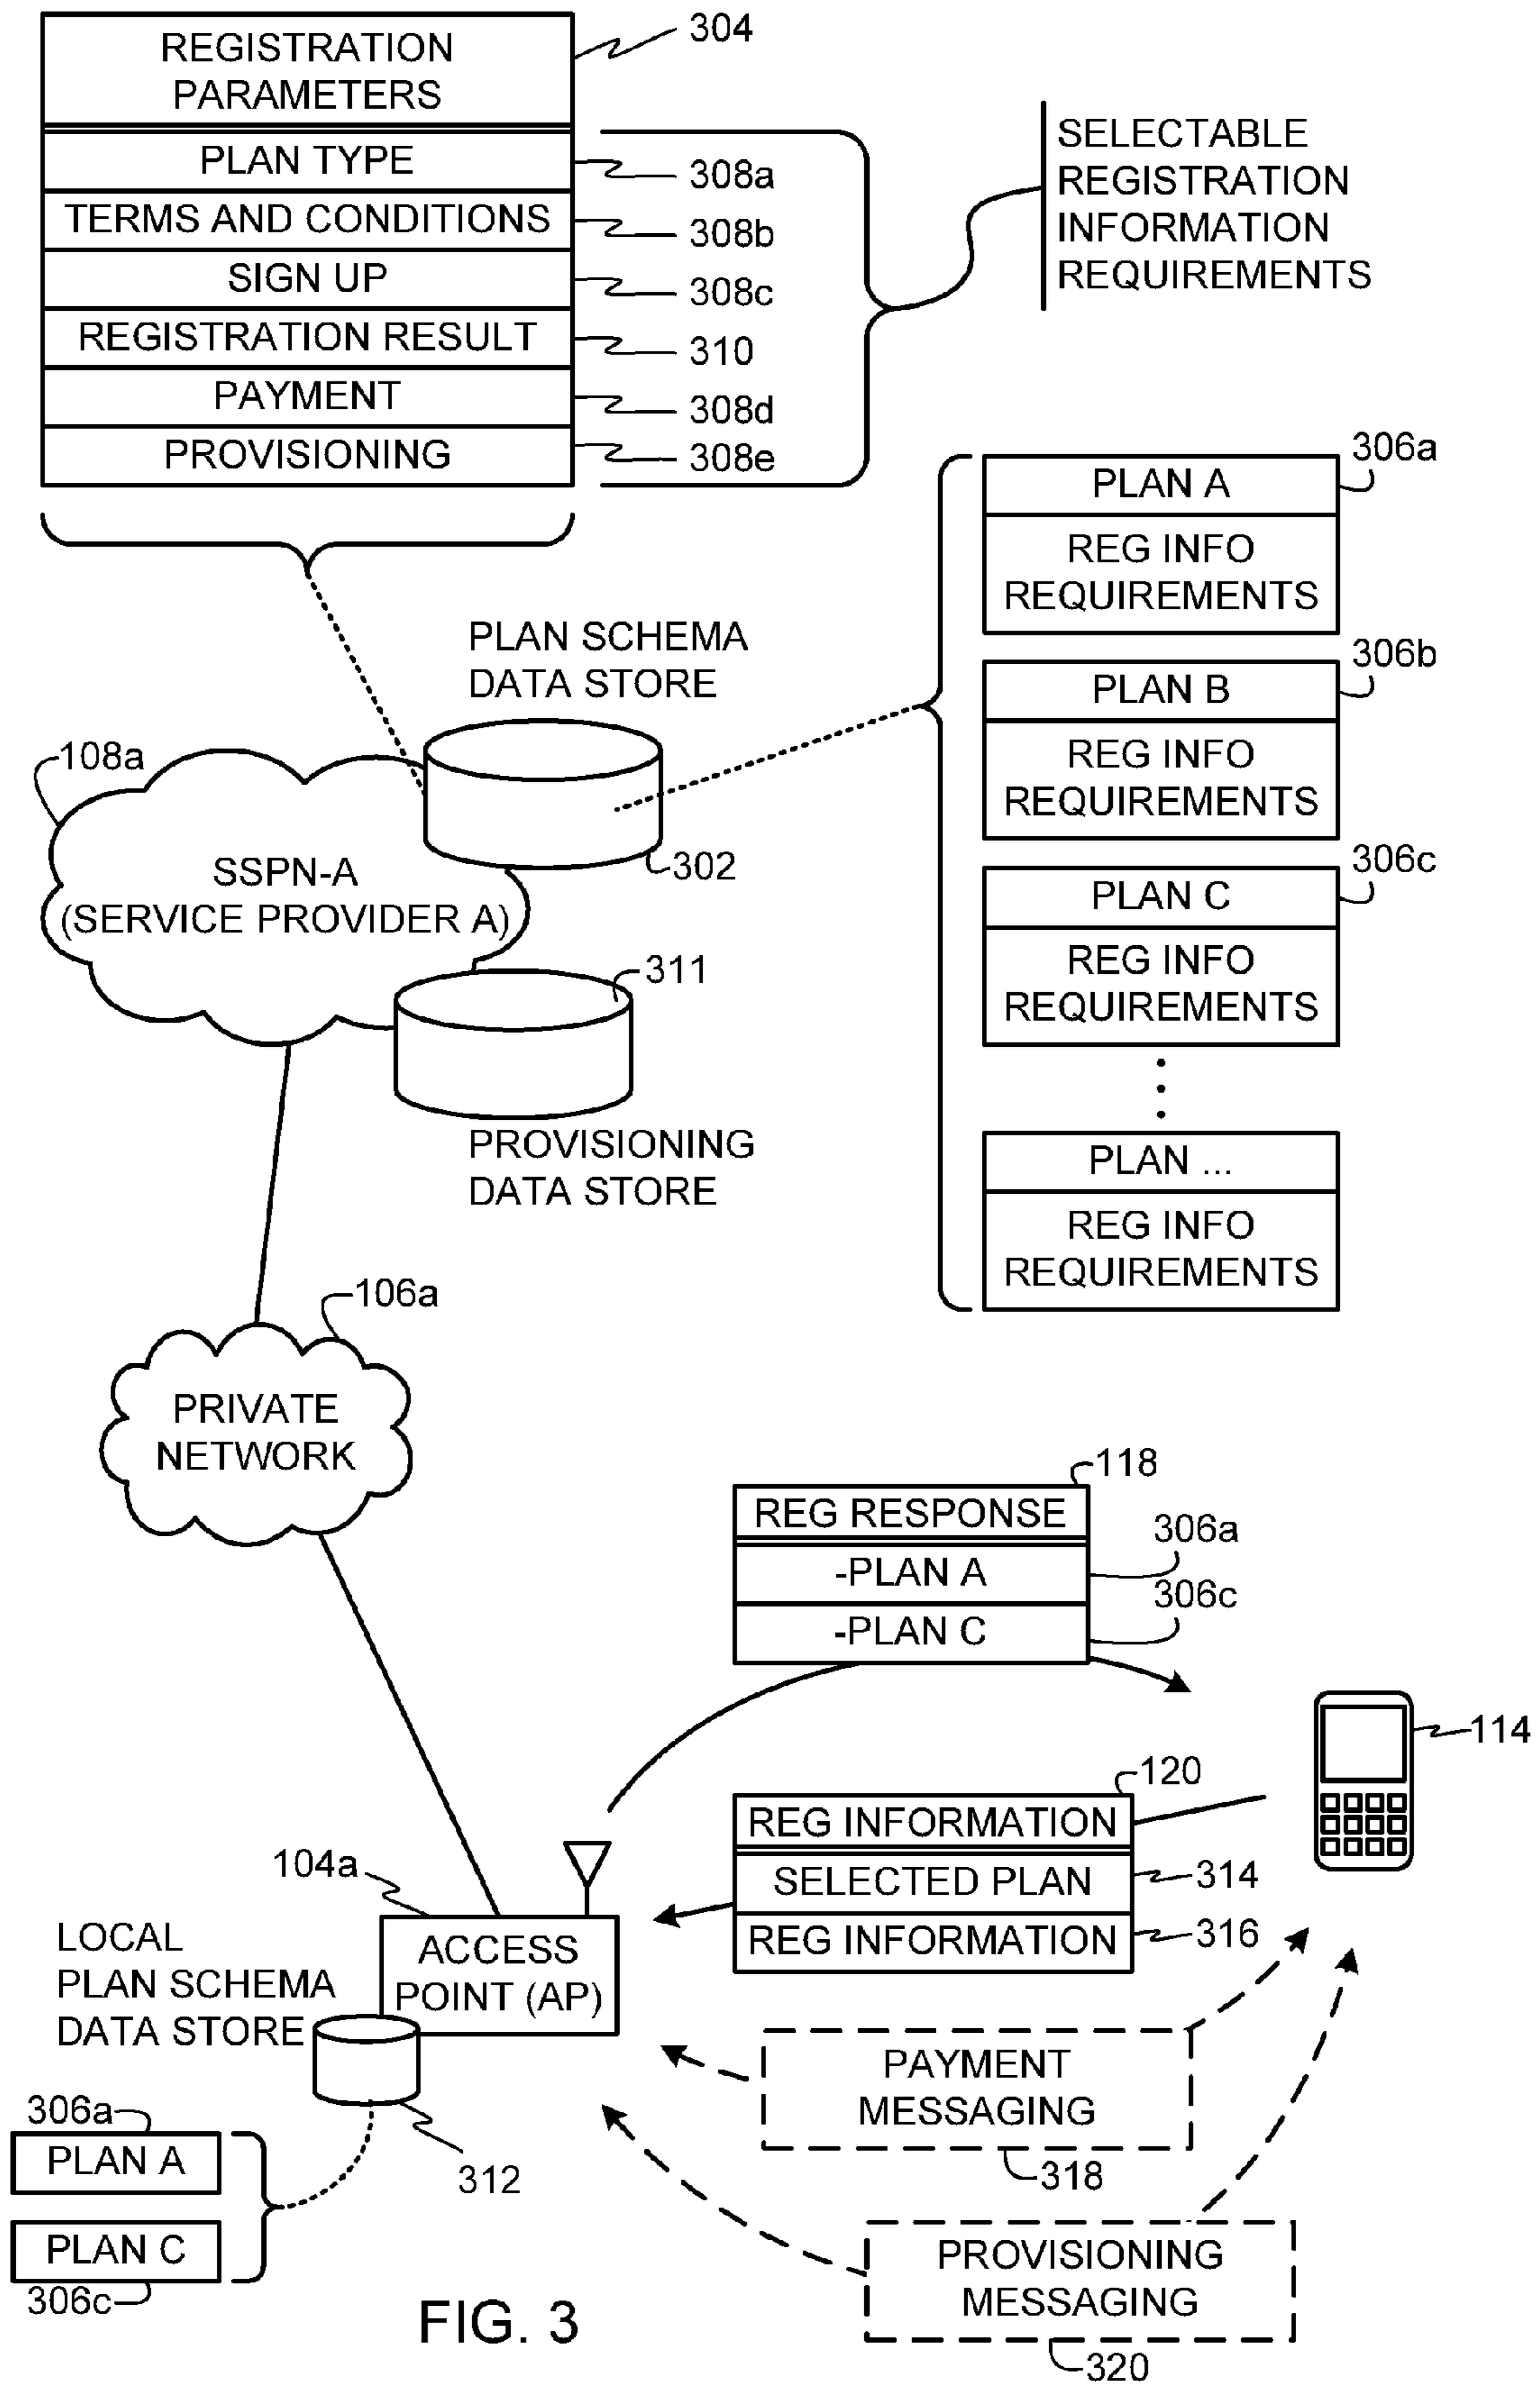 REGISTRATION
PARAMETERS
304
PLAN TYPE
308a
TERMS AND CONDITIONS
308b
SIGN UP
308c
REGISTRATION RESULT
310
PAYMENT
308d
PROVISIONING
308e
SELECTABLE
REGISTRATION
INFORMATION
REQUIREMENTS
306a
PLAN A
REG INFO
REQUIREMENTS
306b
PLAN B
REG INFO
REQUIREMENTS
306c
PLAN C
REG INFO
REQUIREMENTS
PLAN ...
REG INFO
REQUIREMENTS
PLAN SCHEMA
DATA STORE
108a
302
SSPN-A
(SERVICE PROVIDER A)
311
PROVISIONING
DATA STORE
106a
PRIVATE
NETWORK
118
REG RESPONSE
306a
-PLAN A
306c
-PLAN C
114
120
REG INFORMATION
SELECTED PLAN
314
REG INFORMATION
316
104a
ACCESS
POINT (AP)
LOCAL
PLAN SCHEMA
DATA STORE
312
306a
PLAN A
PLAN C
306c
PAYMENT
MESSAGING
318
PROVISIONING
MESSAGING
320
FIG. 3